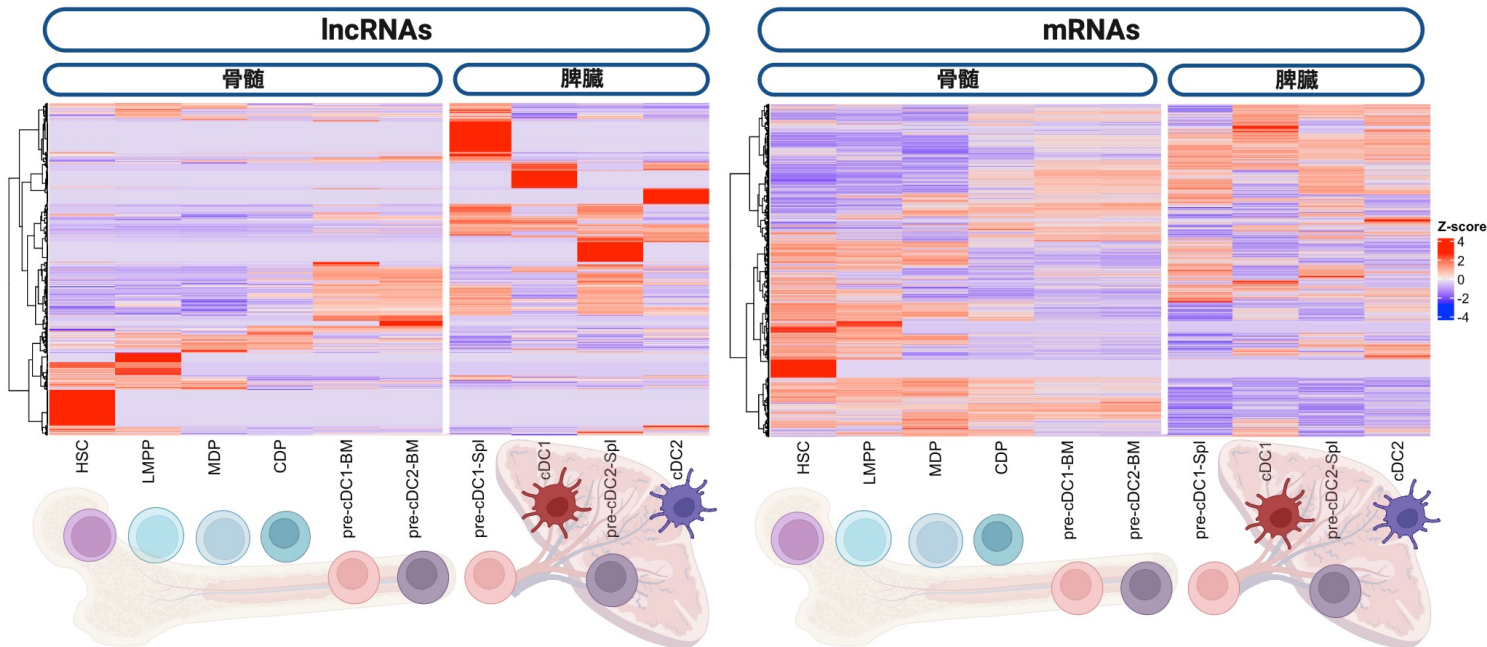 lncRNAs
骨髄
脾臓
HSC
LMPP
MDP
CDP
pre-cDC1-BM
pre-cDC2-BM
pre-cDC1-Spl
cDC1
pre-cDC2-Spl
cDC2
mRNAs
骨髄
脾臓
HSC
LMPP
MDP
CDP
pre-cDC1-BM
pre-cDC2-BM
pre-cDC1-Spl
cDC1
pre-cDC2-Spl
cDC2
Z-score
4
2
0
-2
-4